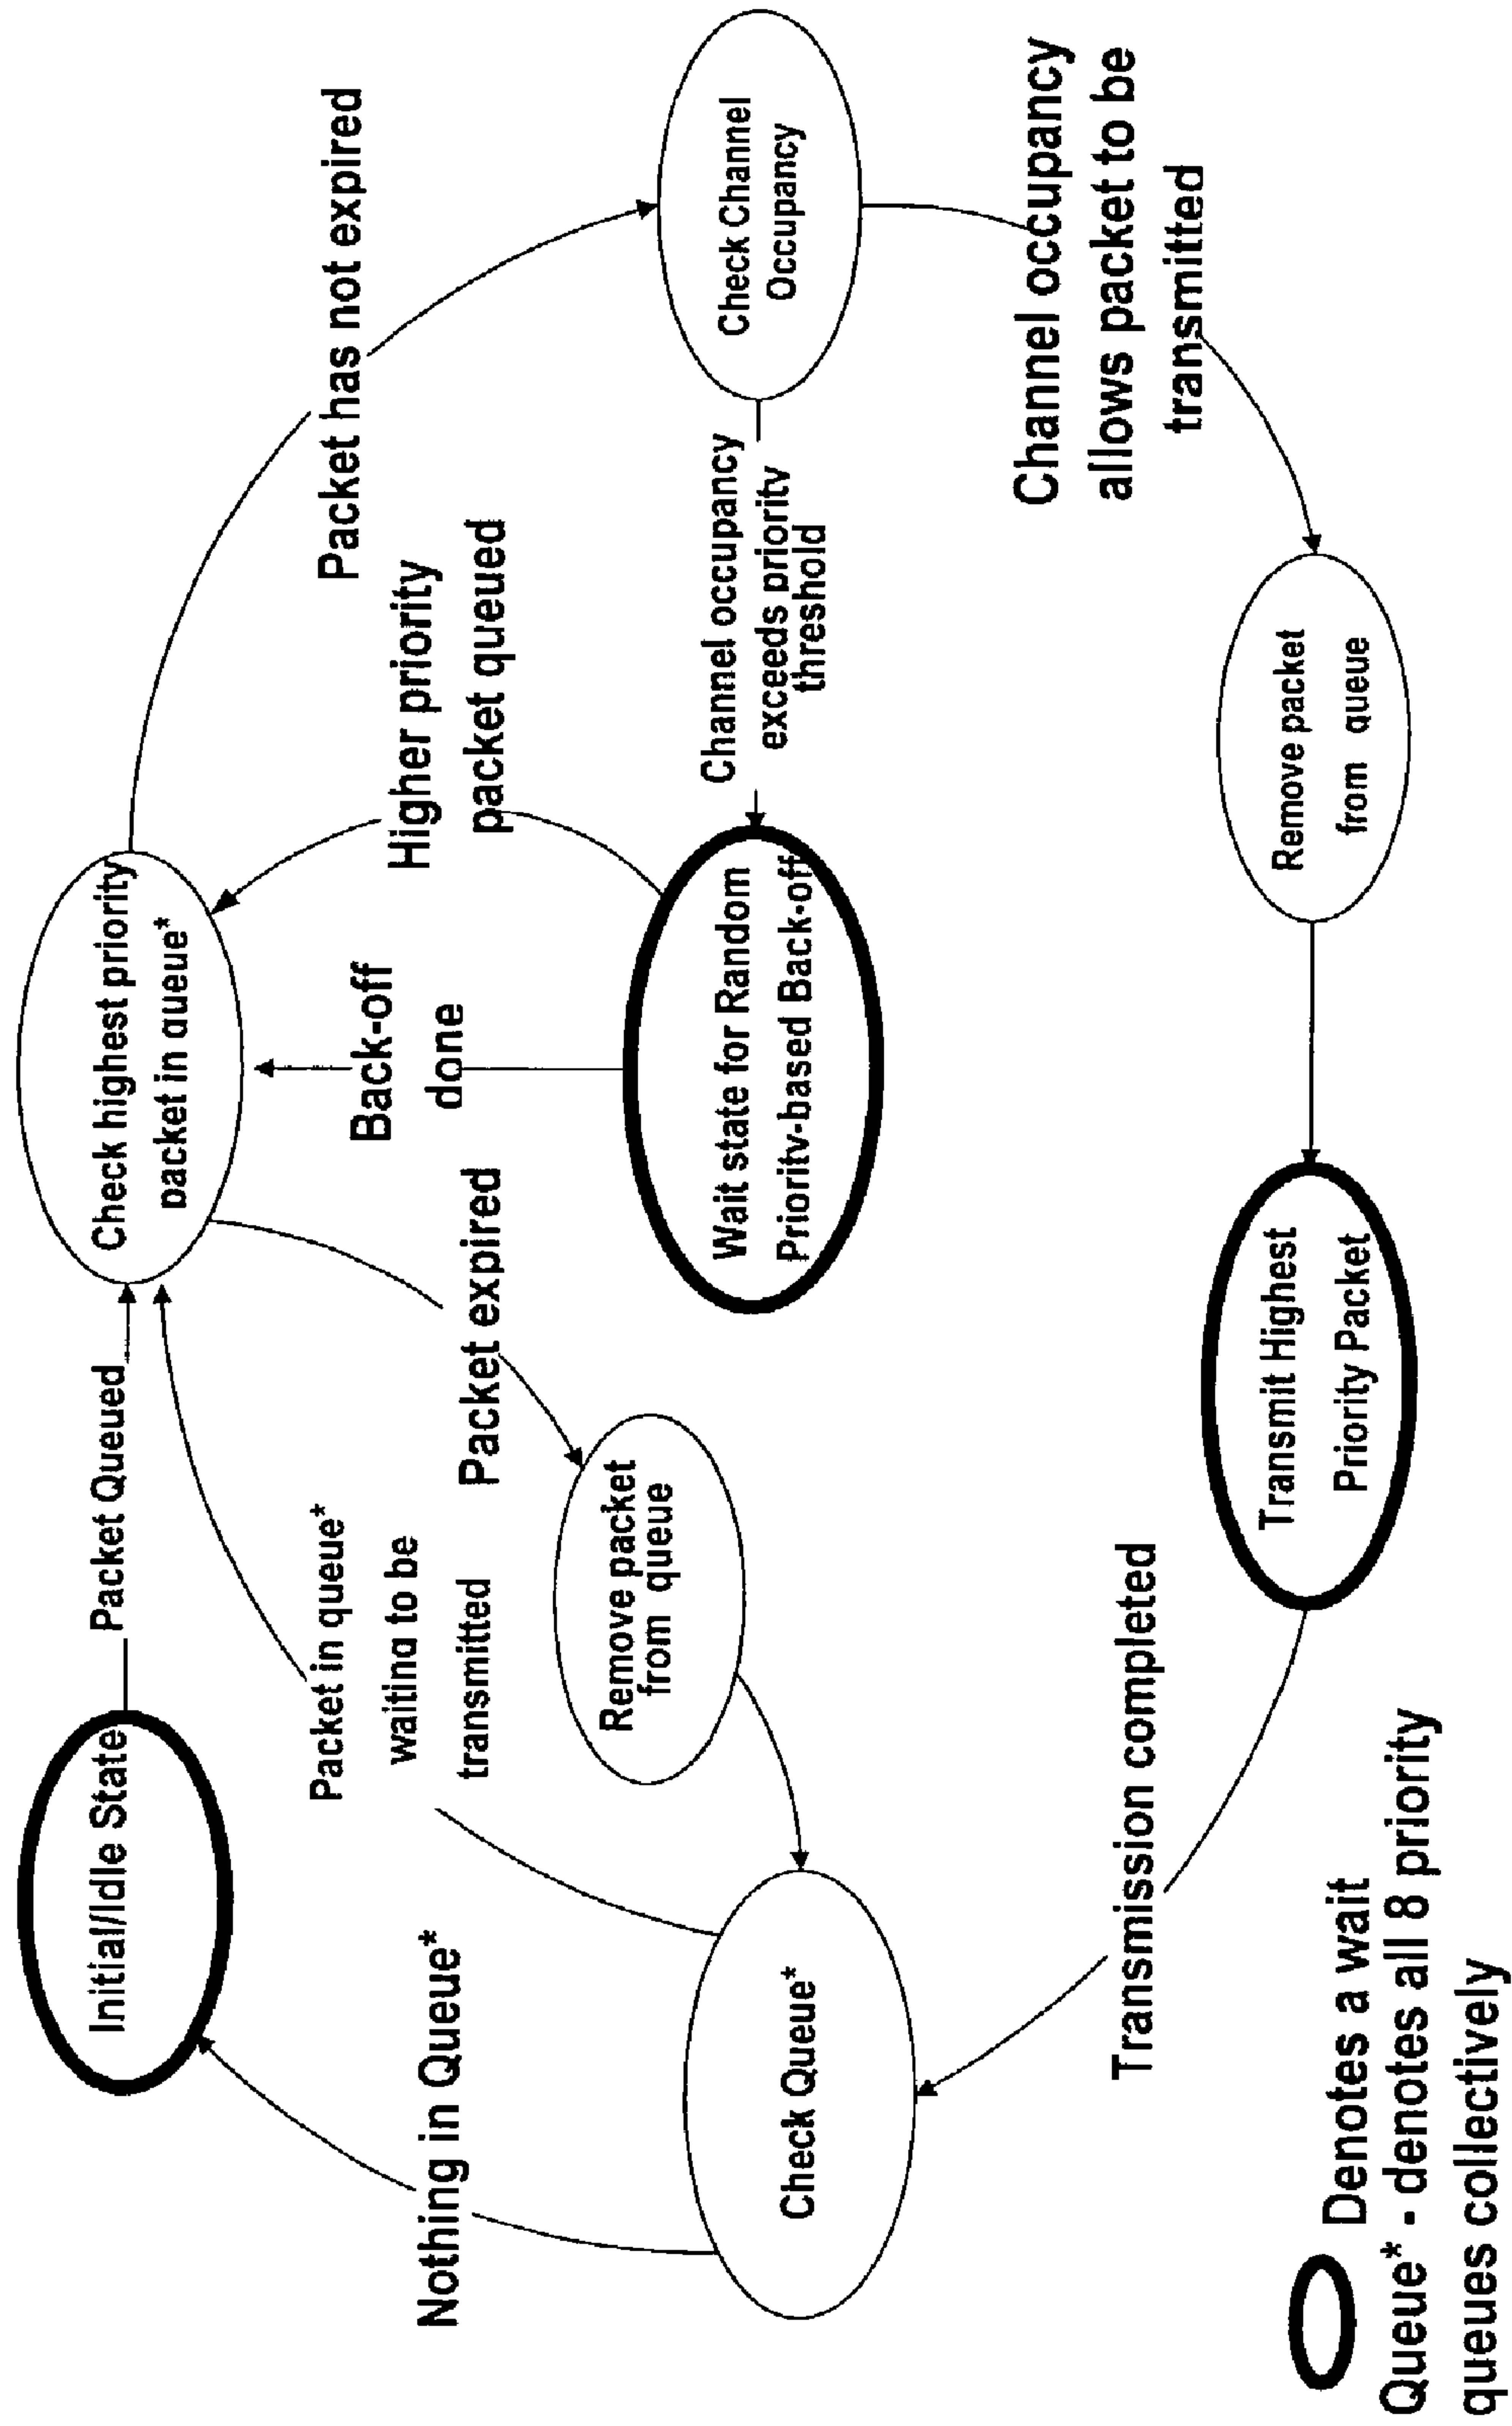 Initial/Idle State
Packet Queued
Check highest priority
packet in queue*
Packet has not expired
Nothing in Queue*
Packet in queue*
waiting to be
transmitted
Packet expired
Back-off
done
Higher priority
packet queued
Remove packet
from queue
Check Queue*
Wait state for Random
Priority-based Back-off
Channel occupancy
exceeds priority
threshold
Check Channel
Occupancy
Channel occupancy
allows packet to be
transmitted
Transmission completed
Transmit Highest
Priority Packet
Remove packet
from queue
Denotes a wait
Queue* - denotes all 8 priority
queues collectively